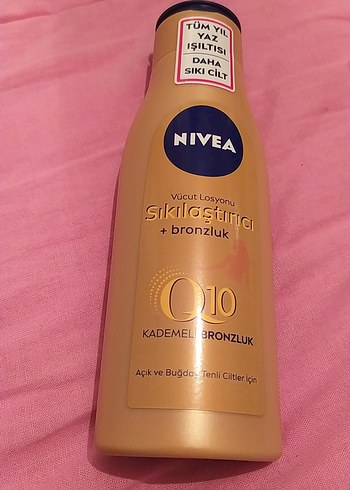 TÜM YIL
YAZ
IŞILTISI
DAHA
SIKI CİLT
NIVEA
Vücut Losyonu
sıkılaştırıcı
+ bronzluk
Q10
KADEMELİ BRONZLUK
Açık ve Buğday Tenli Ciltler İçin